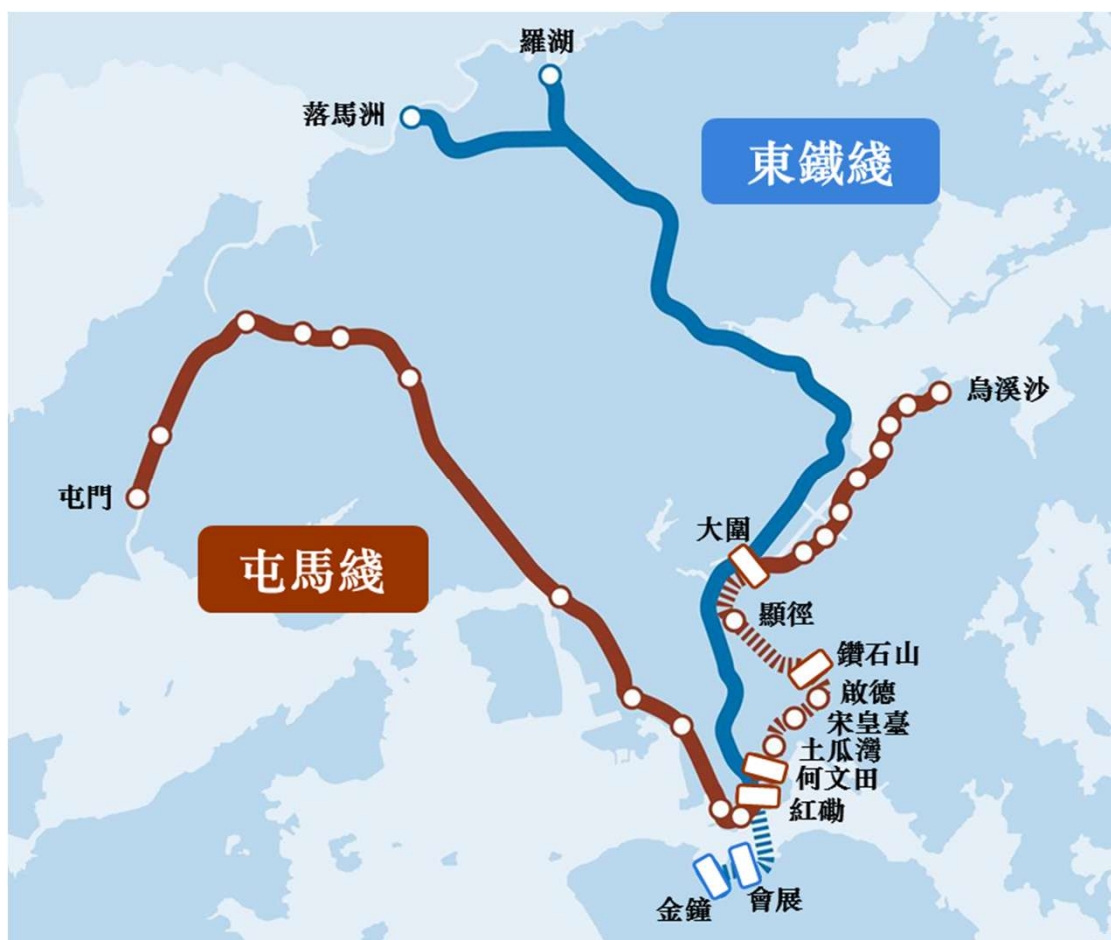 羅湖
落馬洲
東鐵綫
烏溪沙
屯門
大圍
屯馬綫
顯徑
鑽石山
啟德
宋皇臺
土瓜灣
何文田
紅磡
會展
金鐘